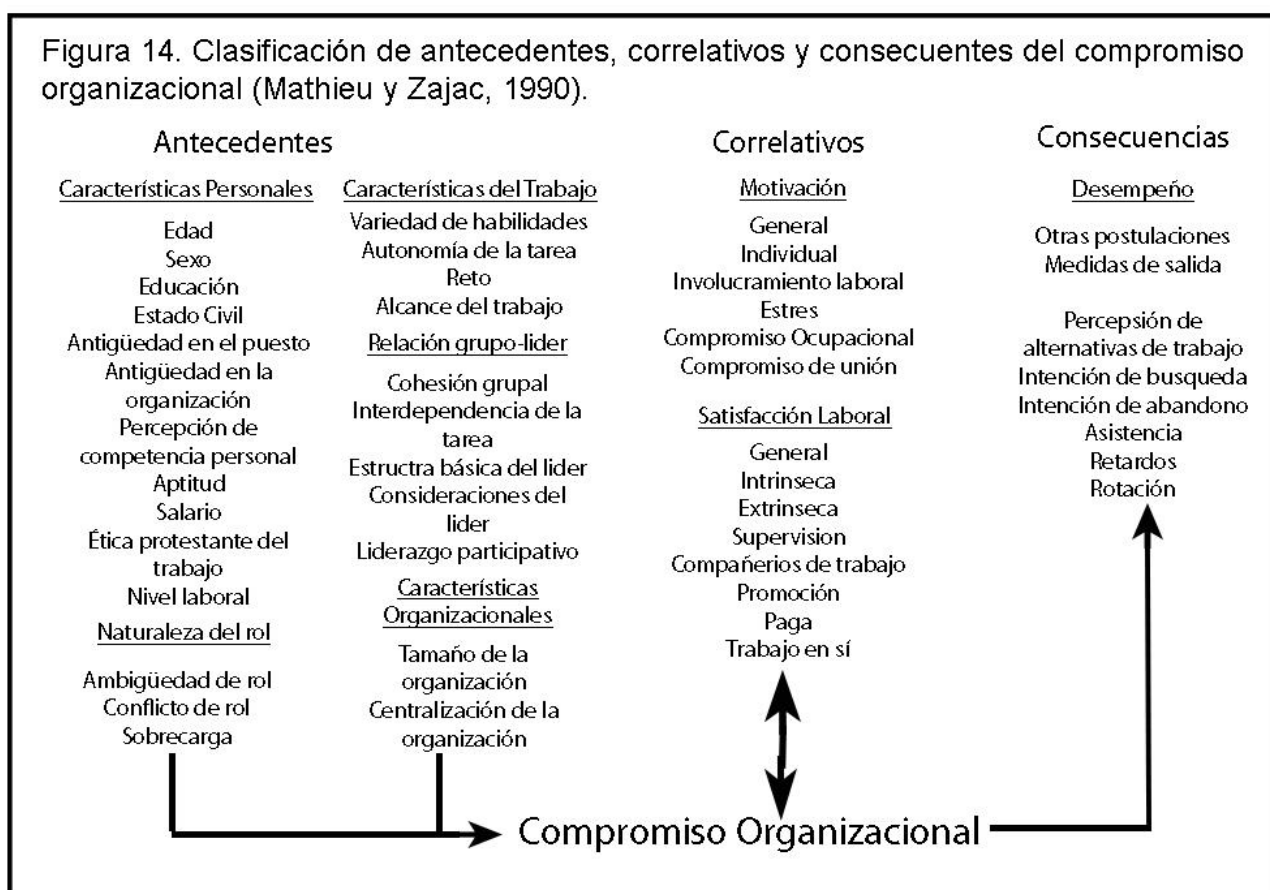 Figura 14. Clasificación de antecedentes, correlativos y consecuentes del compromiso
organizacional (Mathieu y Zajac, 1990).
Antecedentes
Características Personales
Edad
Sexo
Educación
Estado Civil
Antigüedad en el puesto
Antigüedad en la
organización
Percepción de
competencia personal
Aptitud
Salario
Ética protestante del
trabajo
Nivel laboral
Naturaleza del rol
Ambigüedad de rol
Conflicto de rol
Sobrecarga
Características del Trabajo
Variedad de habilidades
Autonomía de la tarea
Reto
Alcance del trabajo
Relación grupo-lider
Cohesión grupal
Interdependencia de la
tarea
Estructra básica del lider
Consideraciones del
lider
Liderazgo participativo
Características
Organizacionales
Tamaño de la
organización
Centralización de la
organización
Correlativos
Motivación
General
Individual
Involucramiento laboral
Estres
Compromiso Ocupacional
Compromiso de unión
Satisfacción Laboral
General
Intrinseca
Extrinseca
Supervision
Compañerios de trabajo
Promoción
Paga
Trabajo en sí
Consecuencias
Desempeño
Otras postulaciones
Medidas de salida
Percepsión de
alternativas de trabajo
Intención de busqueda
Intención de abandono
Asistencia
Retardos
Rotación
Compromiso Organizacional